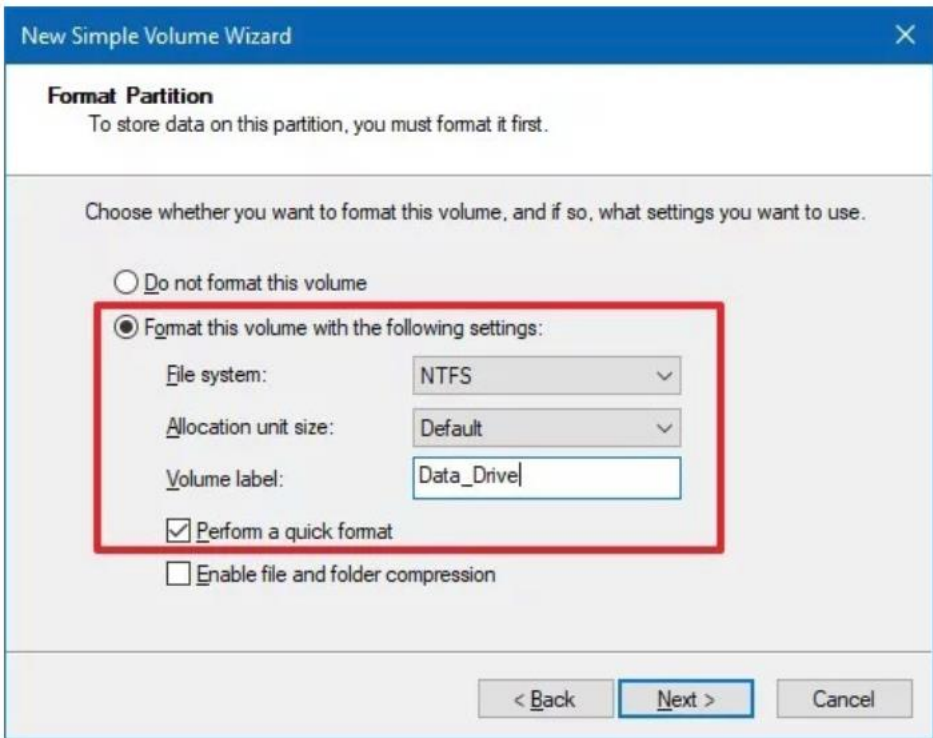 New Simple Volume Wizard
Format Partition
To store data on this partition, you must format it first.
Choose whether you want to format this volume, and if so, what settings you want to use.
Do not format this volume
Format this volume with the following settings:
File system: NTFS
Allocation unit size: Default
Volume label: Data_Drive
Perform a quick format
Enable file and folder compression
< Back Next > Cancel